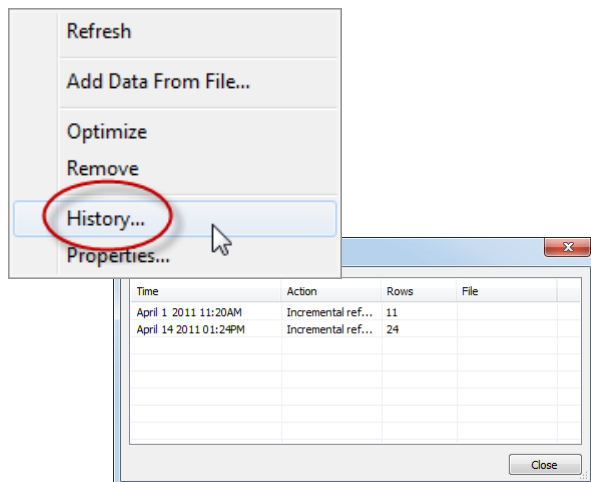 Refresh
Add Data From File...
Optimize
Remove
History...
Properties...
Time Action Rows File
April 1 2011 11:20AM Incremental ref... 11
April 14 2011 01:24PM Incremental ref... 24
Close